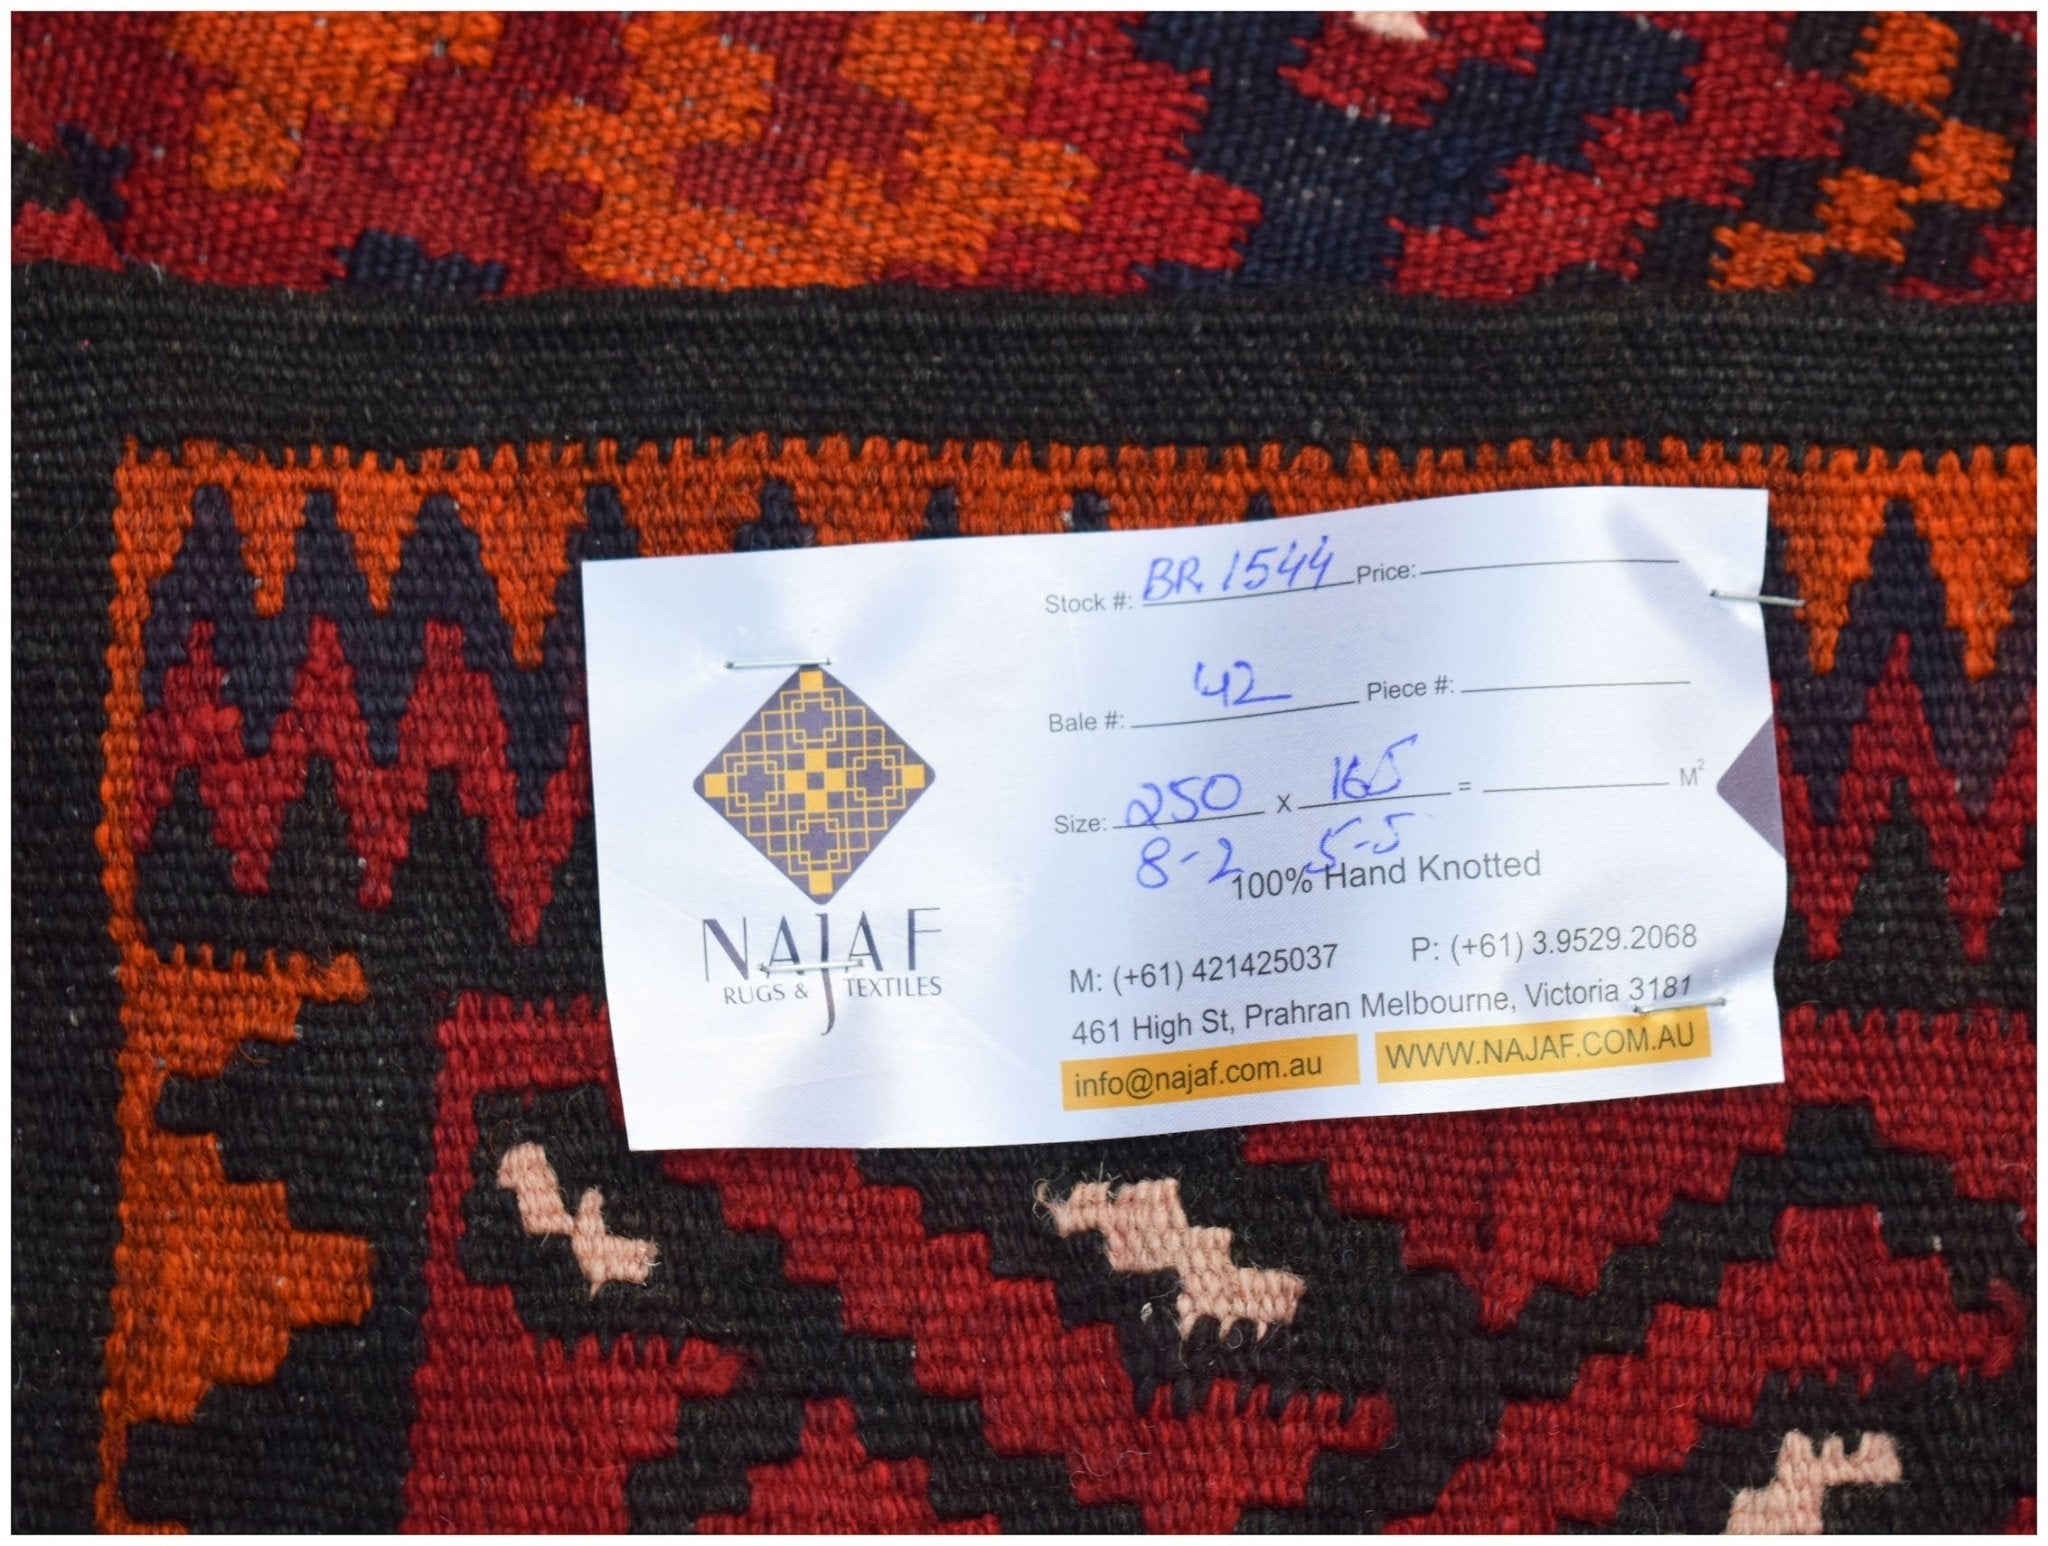 NAJAF
RUGS & TEXTILES
Stock #: BR 1544 Price:
Bale #: 42 Piece #:
Size: 250 x 165 = M²
8-2 5-5
100% Hand Knotted
M: (+61) 421425037 P: (+61) 3.9529.2068
461 High St, Prahran Melbourne, Victoria 3181
info@najaf.com.au WWW.NAJAF.COM.AU